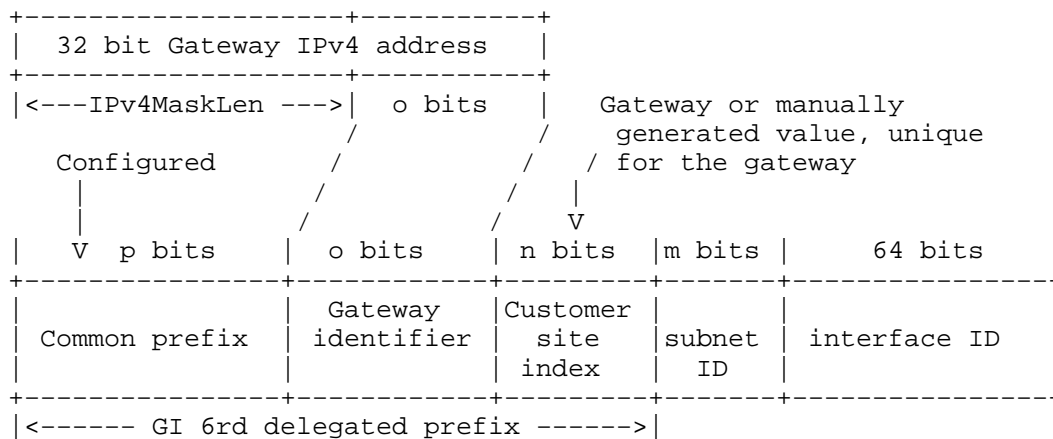 +--------------------+-----------+
|  32 bit Gateway IPv4 address   |
+--------------------+-----------+
|<---IPv4MaskLen --->|  o bits   |   Gateway or manually
                    /           /    generated value, unique
  Configured       /           /   / for the gateway
   |              /           /   |
   |             /           /    V
|   V  p bits    |  o bits    | n bits  |m bits |     64 bits
+----------------+------------+---------+-------+----------------
|                |  Gateway   |Customer |       |
| Common prefix  | identifier |  site   |subnet | interface ID
|                |            |  index  |  ID   |
+----------------+------------+---------+-------+----------------
|<------ GI 6rd delegated prefix ------>|